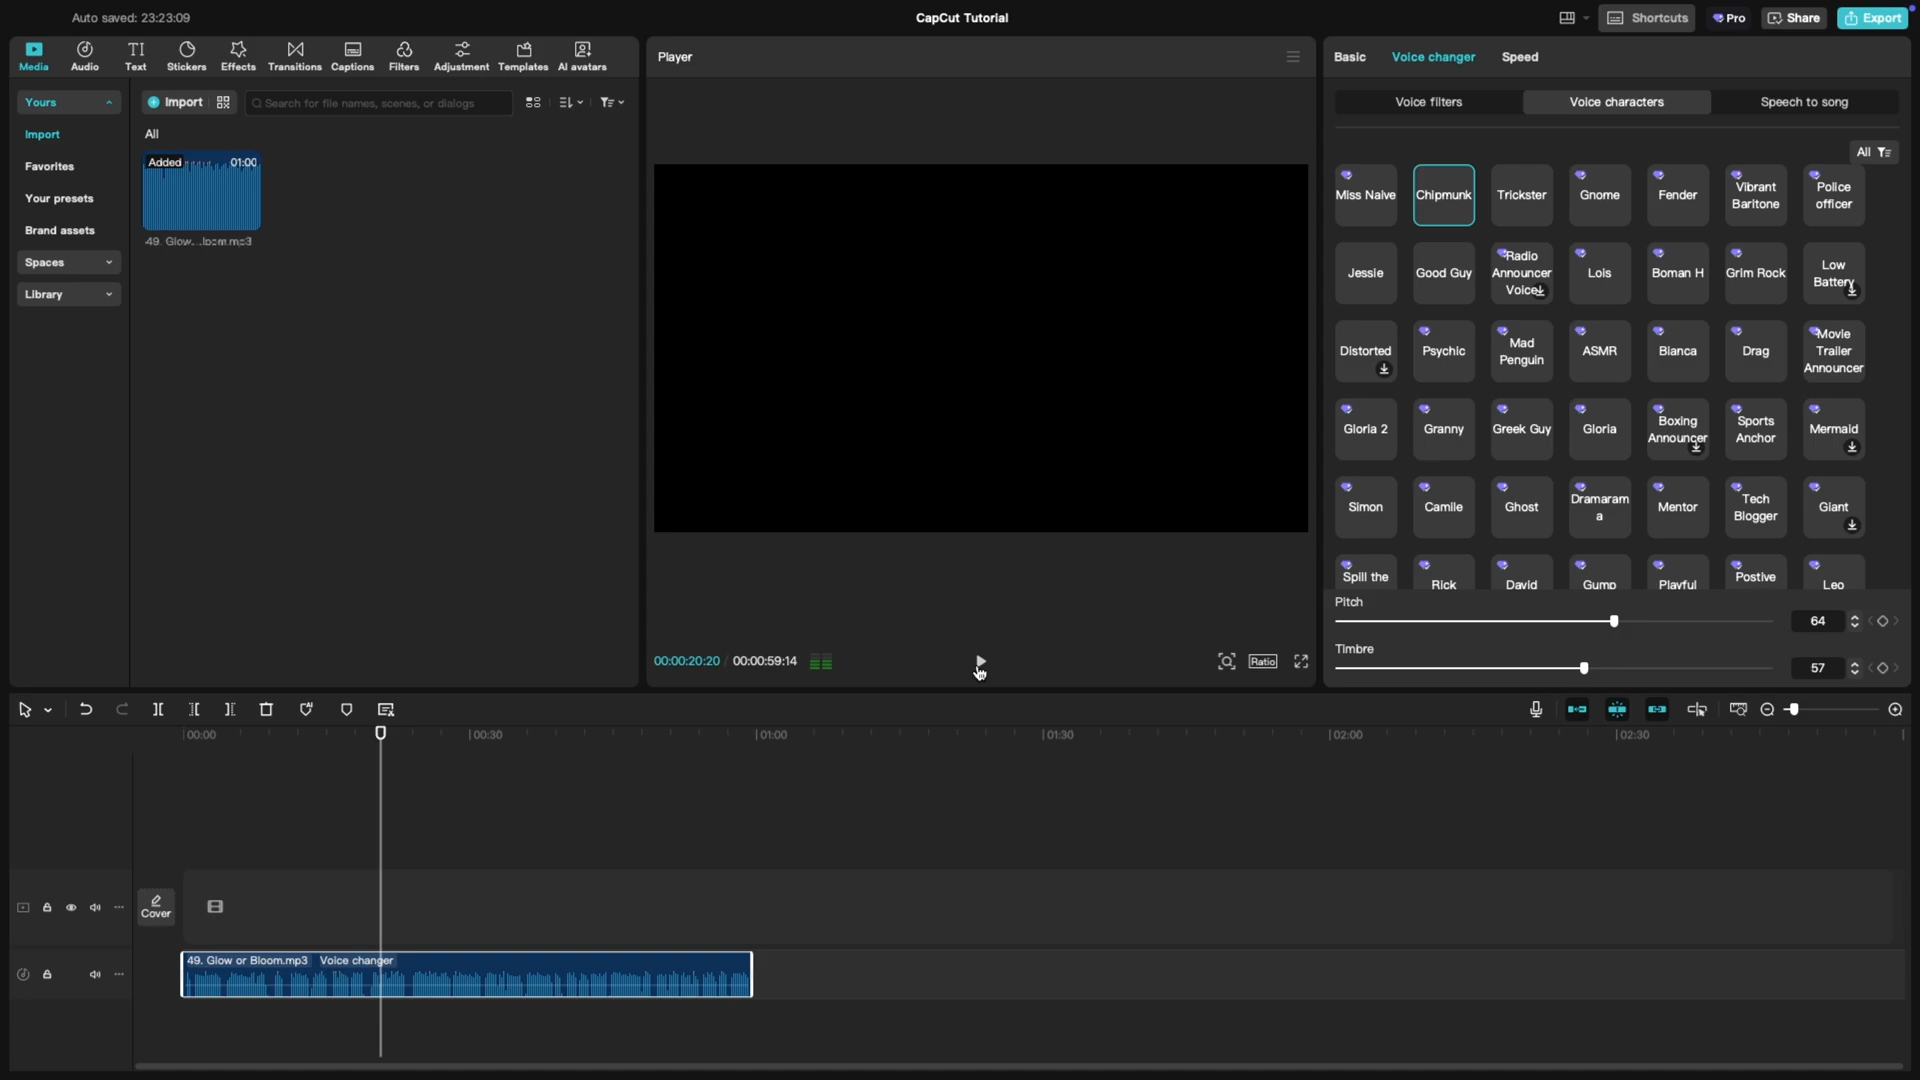 Auto saved: 23:23:09
CapCut Tutorial
Shortcuts
Pro
Share
Export
Media
Audio
Text
Stickers
Effects
Transitions
Captions
Filters
Adjustment
Templates
AI avatars
Yours
Import
Favorites
Your presets
Brand assets
Spaces
Library
Import
Search for file names, scenes, or dialogs
All
Added
01:00
Player
00:00:20:20 / 00:00:59:14
Ratio
Basic
Voice changer
Speed
Voice filters
Voice characters
Speech to song
All
Miss Naive
Chipmunk
Trickster
Gnome
Fender
Vibrant
Baritone
Police
officer
Jessie
Good Guy
Radio
Announcer
Voice
Lois
Boman H
Grim Rock
Low
Battery
Distorted
Psychic
Mad
Penguin
ASMR
Bianca
Drag
Movie
Trailer
Announcer
Gloria 2
Granny
Greek Guy
Gloria
Boxing
Announcer
Sports
Anchor
Mermaid
Simon
Camile
Ghost
Dramaram
a
Mentor
Tech
Blogger
Giant
Spill the
Rick
David
Gump
Playful
Postive
Leo
Pitch
64
Timbre
57
00:00
00:30
01:00
01:30
02:00
02:30
Cover
49. Glow or Bloom.mp3
Voice changer